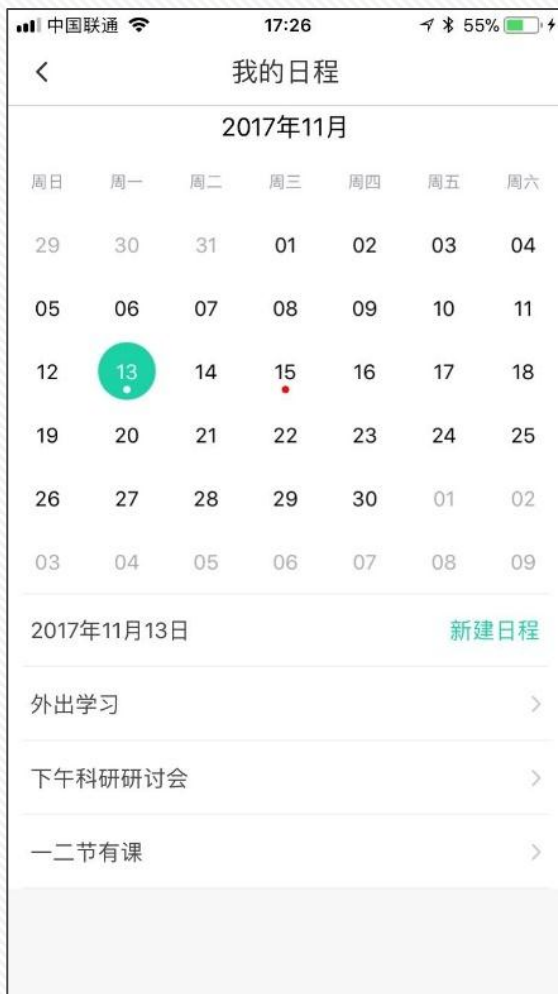 中国联通 17:26 55%
我的日程
2017年11月
周日 周一 周二 周三 周四 周五 周六
29 30 31 01 02 03 04
05 06 07 08 09 10 11
12 13 14 15 16 17 18
19 20 21 22 23 24 25
26 27 28 29 30 01 02
03 04 05 06 07 08 09
2017年11月13日 新建日程
外出学习
下午科研研讨会
一二节有课